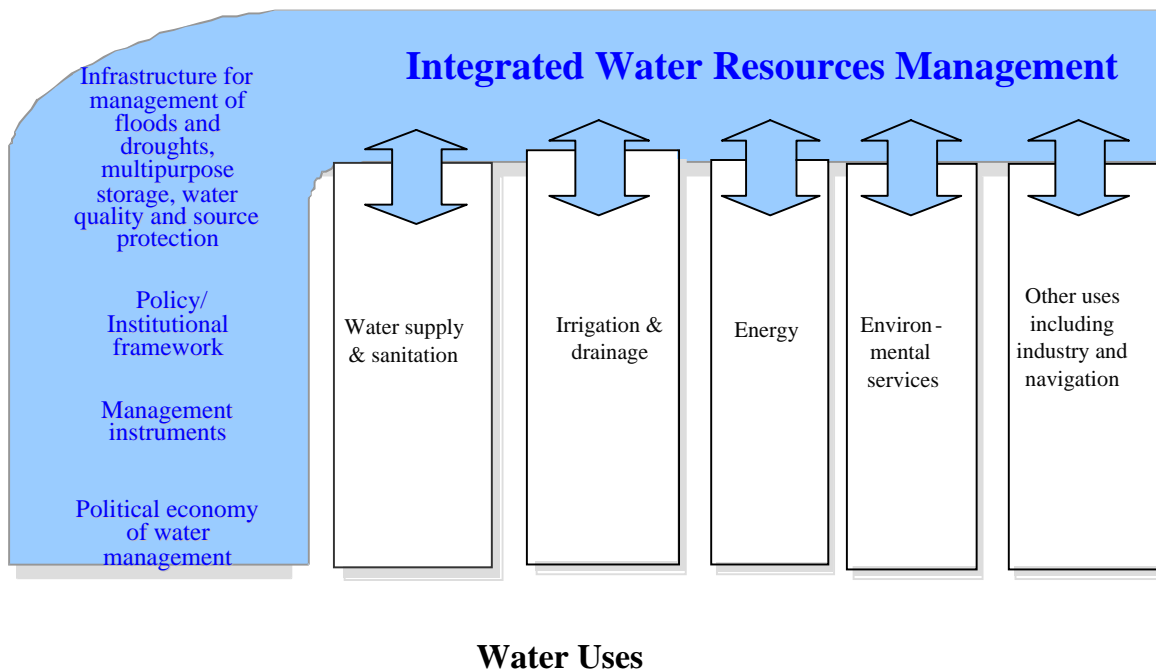 Integrated Water Resources Management
Infrastructure for
management of
floods and
droughts,
multipurpose
storage, water
quality and source
protection
Policy/
Institutional
framework
Management
instruments
Political economy
of water
management
Water supply
& sanitation
Irrigation &
drainage
Energy
Environ-
mental
services
Other uses
including
industry and
navigation
Water Uses